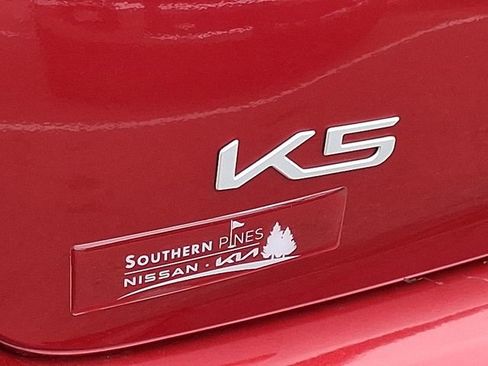 K5
SOUTHERN PINES
NISSAN · KIA